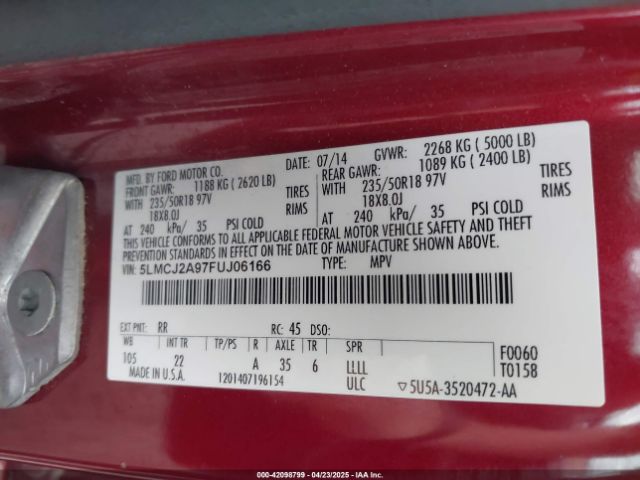 MFD. BY FORD MOTOR CO. DATE: 07/14 GVWR: 2268 KG ( 5000 LB)
FRONT GAWR: 1188 KG ( 2620 LB) REAR GAWR: 1089 KG ( 2400 LB)
WITH 235/50R18 97V TIRES WITH 235/50R18 97V TIRES
18X8.0J RIMS 18X8.0J RIMS
AT 240 kPa/ 35 PSI COLD AT 240 kPa/ 35 PSI COLD
THIS VEHICLE CONFORMS TO ALL APPLICABLE FEDERAL MOTOR VEHICLE SAFETY AND THEFT
PREVENTION STANDARDS IN EFFECT ON THE DATE OF MANUFACTURE SHOWN ABOVE.
VIN: 5LMCJ2A97FUJ06166 TYPE: MPV
EXT PNT: RR RC: 45 DSO:
WB INT TR TP/PS R AXLE TR SPR F0060
105 22 A 35 6 LLLL T0158
MADE IN U.S.A. 1201407196154 ULC ▽5U5A-3520472-AA
000-42098799 - 04/23/2025 - IAA Corp.